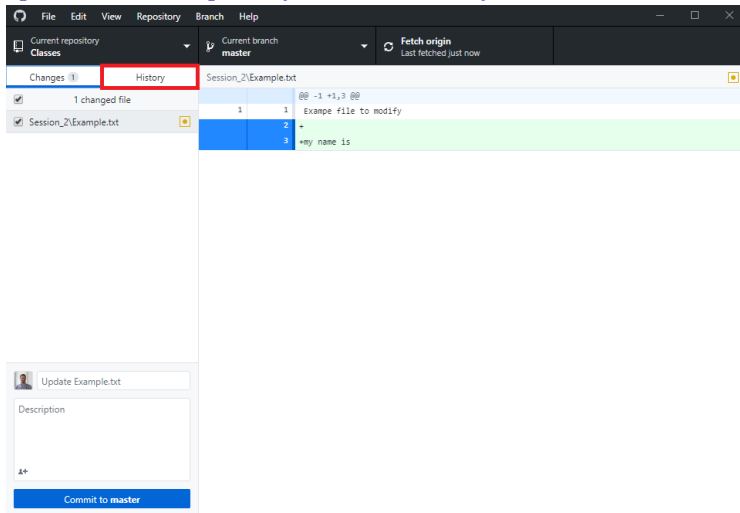 File Edit View Repository Branch Help
Current repository
Classes
Current branch
master
Fetch origin
Last fetched just now
Changes 1
History
Session_2\Example.txt
1 changed file
Session_2\Example.txt
@@ -1 +1,3 @@
1 1 Exampe file to modify
2 +
3 +my name is
Update Example.txt
Description
Commit to master